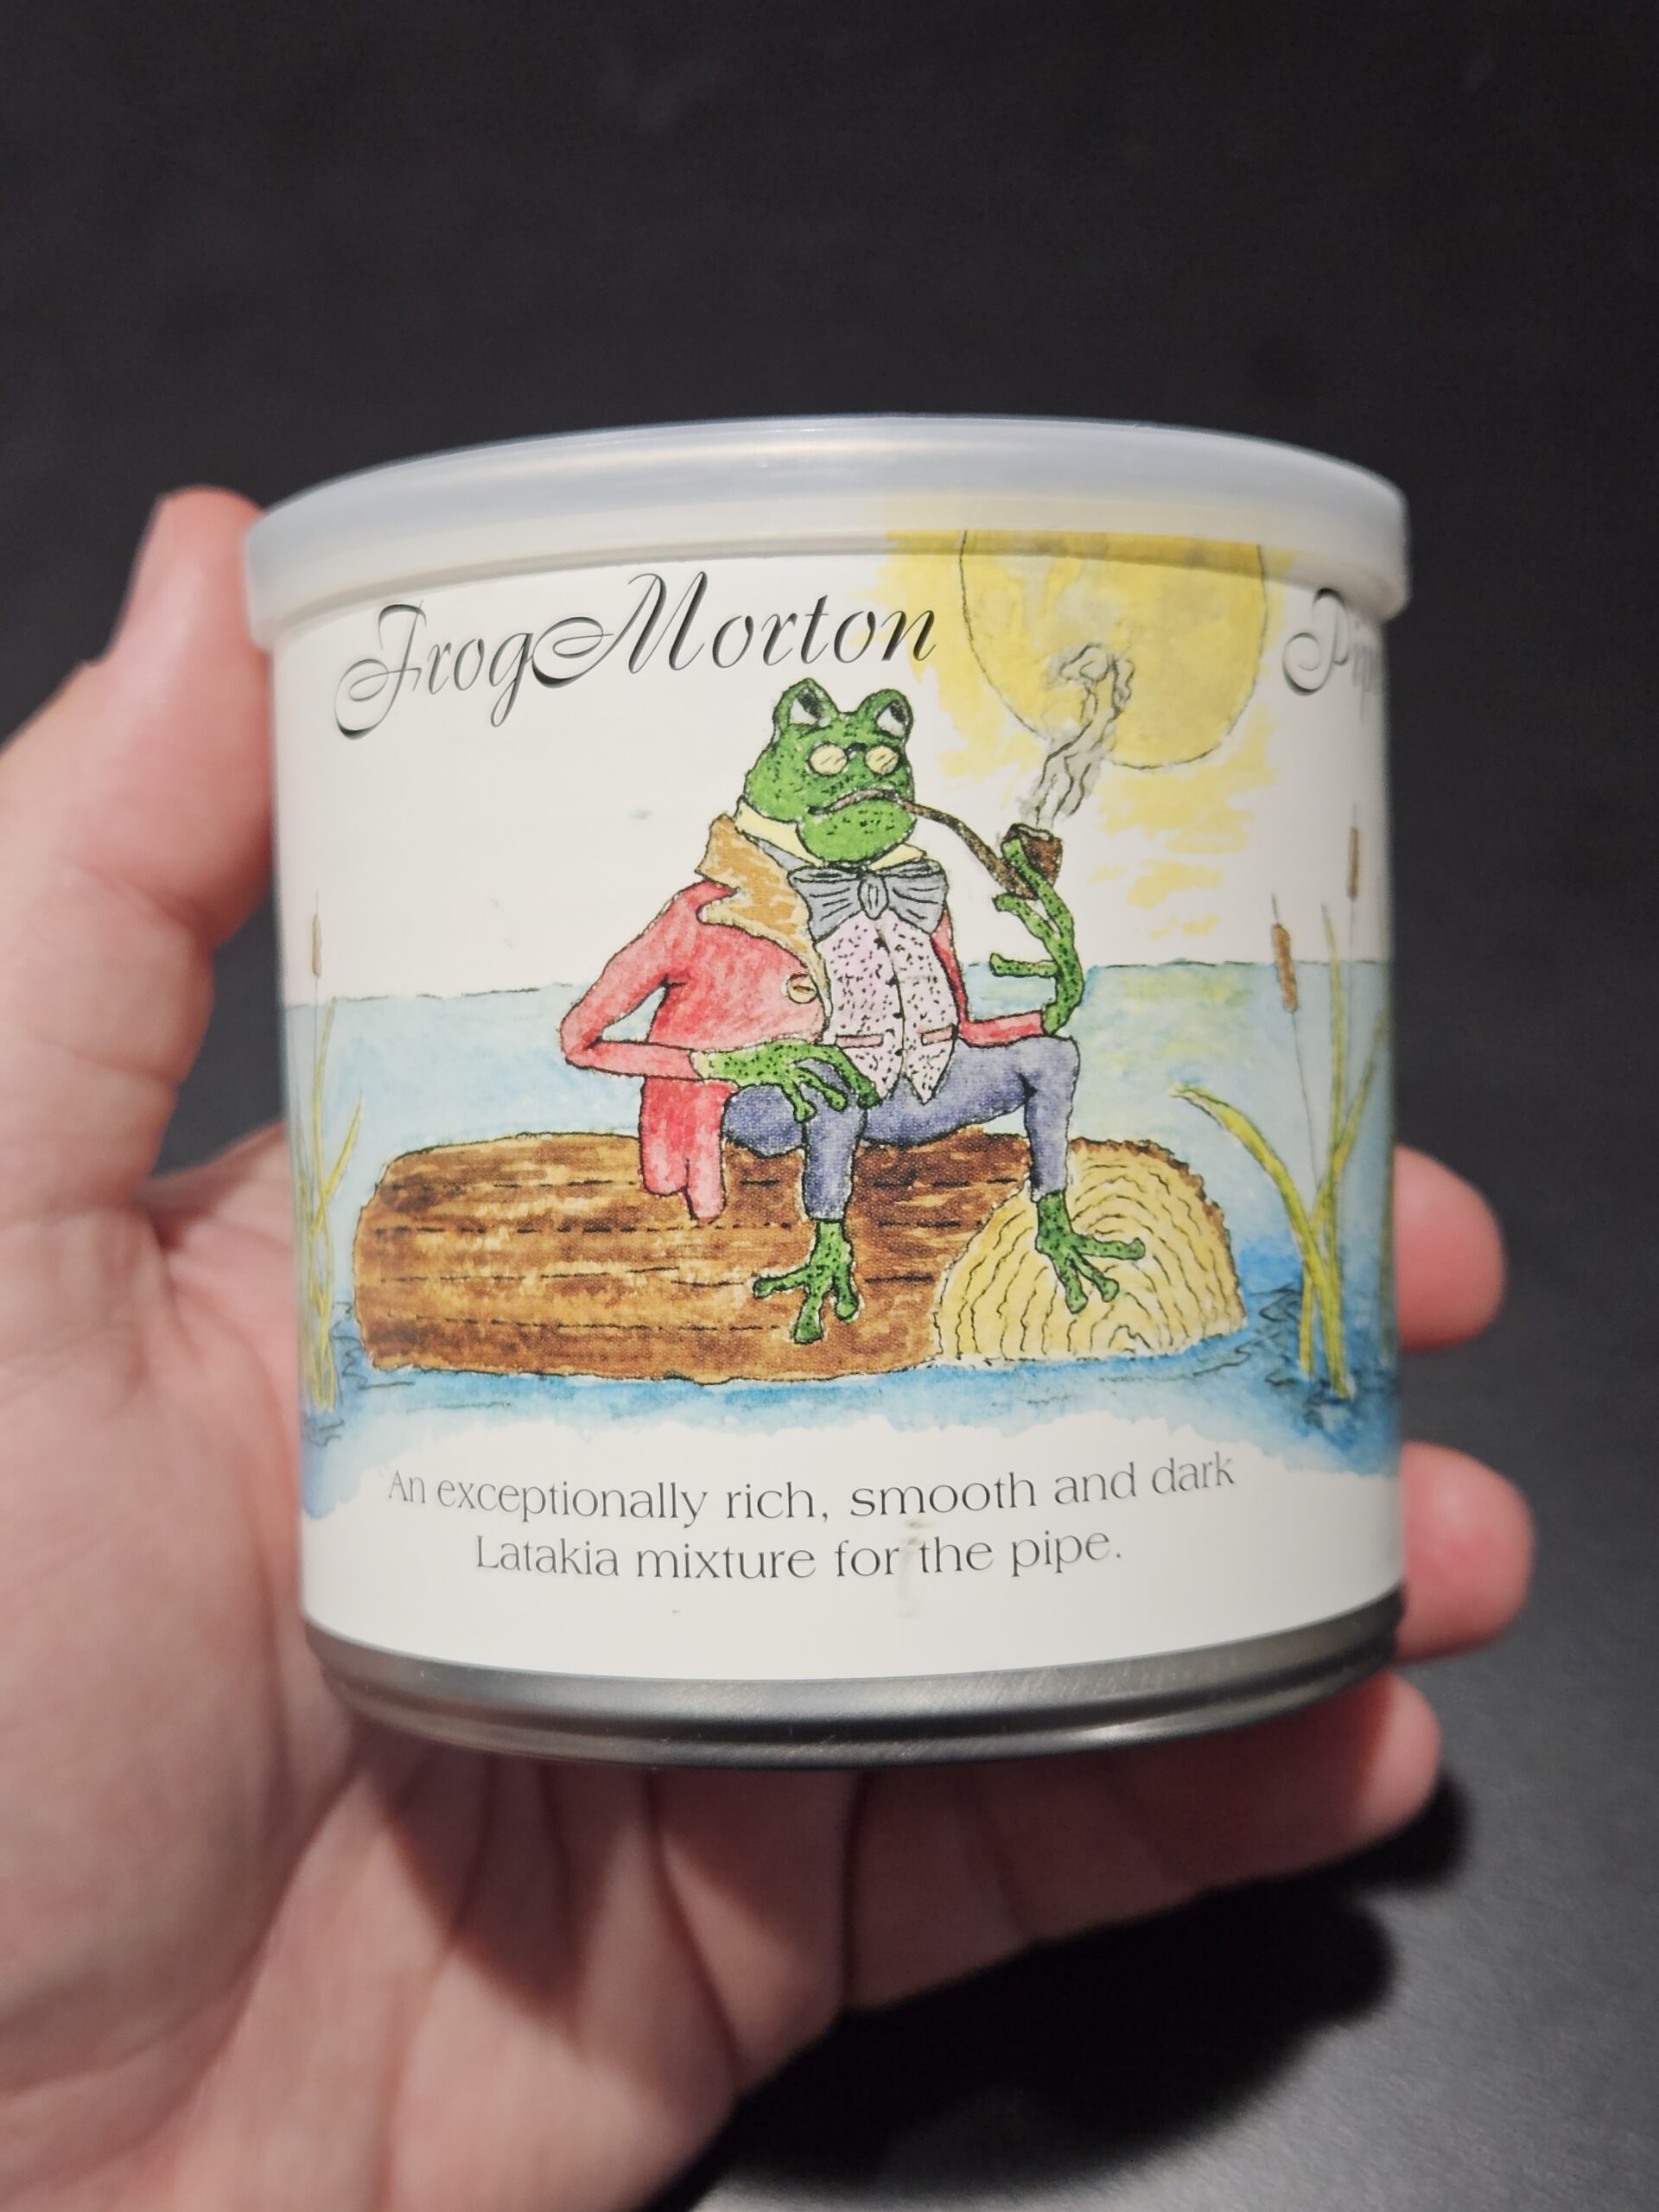 FrogMorton
An exceptionally rich, smooth and dark
Latakia mixture for the pipe.